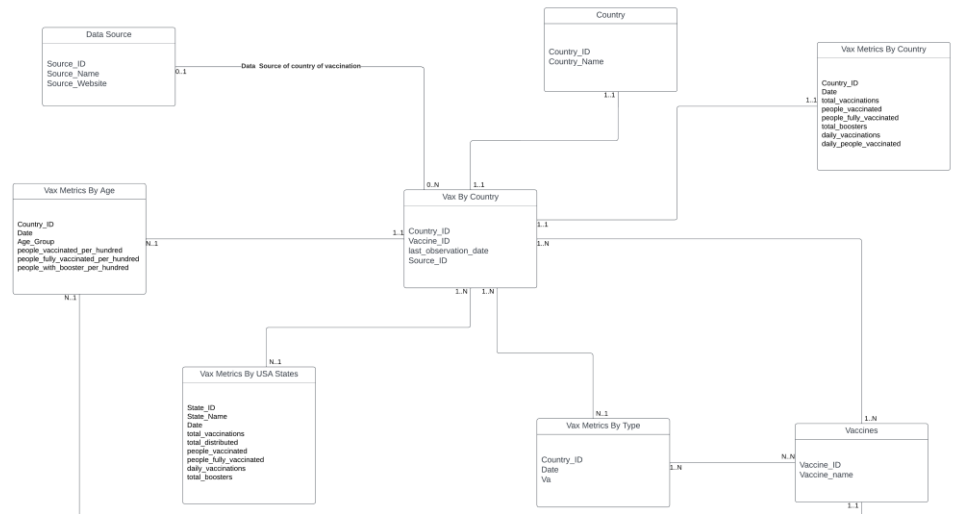 Data Source
Source_ID
Source_Name
Source_Website
0..1
Data Source of country of vaccination
Country
Country_ID
Country_Name
1..1
Vax Metrics By Country
Country_ID
Date
total_vaccinations
people_vaccinated
people_fully_vaccinated
total_boosters
daily_vaccinations
daily_people_vaccinated
1..1
Vax Metrics By Age
Country_ID
Date
Age_Group
people_vaccinated_per_hundred
people_fully_vaccinated_per_hundred
people_with_booster_per_hundred
N..1
N..1
0..N
1..1
Vax By Country
Country_ID
Vaccine_ID
last_observation_date
Source_ID
1..1
1..1
1..N
1..N
1..N
N..1
Vax Metrics By USA States
State_ID
State_Name
Date
total_vaccinations
total_distributed
people_vaccinated
people_fully_vaccinated
daily_vaccinations
total_boosters
N..1
Vax Metrics By Type
Country_ID
Date
Va
1..N
N..N
1..N
Vaccines
Vaccine_ID
Vaccine_name
1..1